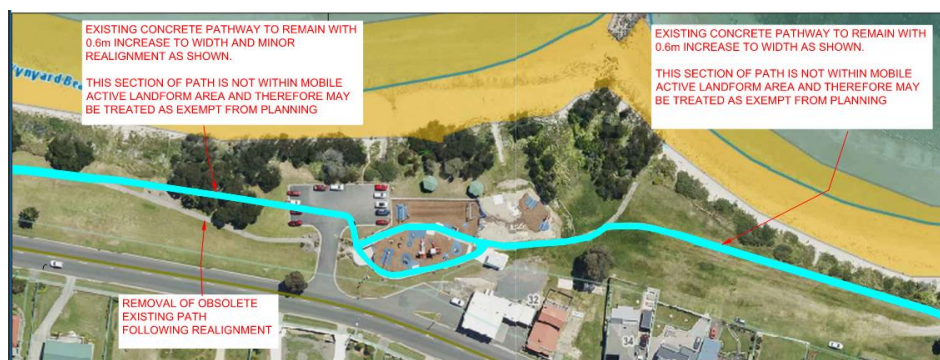 EXISTING CONCRETE PATHWAY TO REMAIN WITH
0.6m INCREASE TO WIDTH AND MINOR
REALIGNMENT AS SHOWN.
THIS SECTION OF PATH IS NOT WITHIN MOBILE
ACTIVE LANDFORM AREA AND THEREFORE MAY
BE TREATED AS EXEMPT FROM PLANNING
EXISTING CONCRETE PATHWAY TO REMAIN WITH
0.6m INCREASE TO WIDTH AS SHOWN.
THIS SECTION OF PATH IS NOT WITHIN MOBILE
ACTIVE LANDFORM AREA AND THEREFORE MAY
BE TREATED AS EXEMPT FROM PLANNING
REMOVAL OF OBSOLETE
EXISTING PATH
FOLLOWING REALIGNMENT
32
34